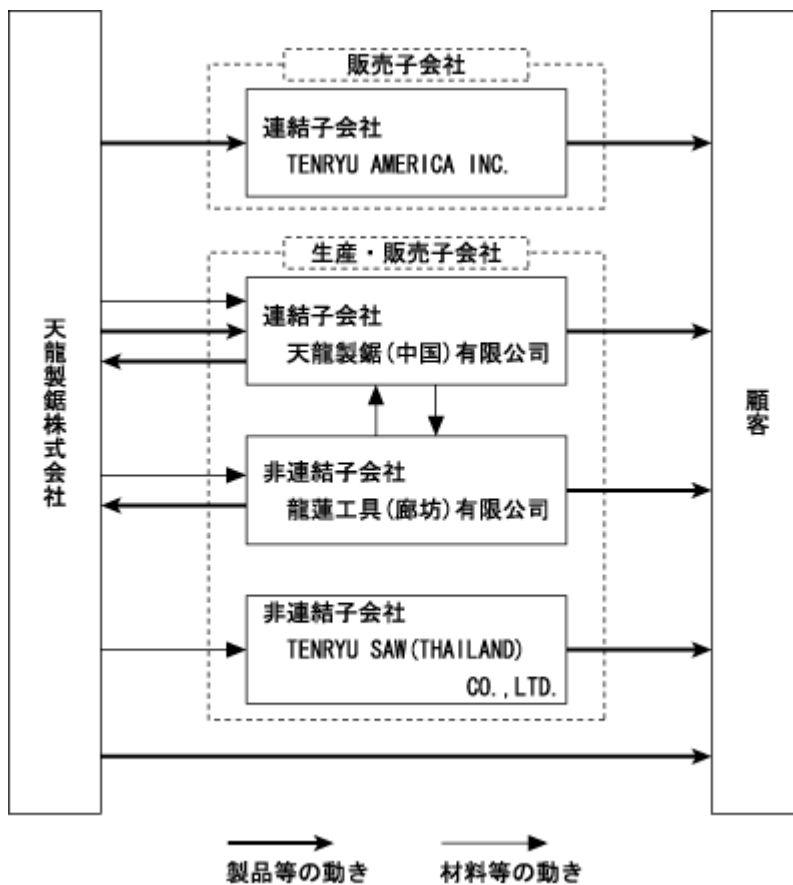 販売子会社
連結子会社
TENRYU AMERICA INC.
生産・販売子会社
連結子会社
天龍製鋸(中国)有限公司
非連結子会社
龍蓮工具(廊坊)有限公司
非連結子会社
TENRYU SAW(THAILAND)
CO.,LTD.
天龍製鋸株式会社
顧客
製品等の動き
材料等の動き